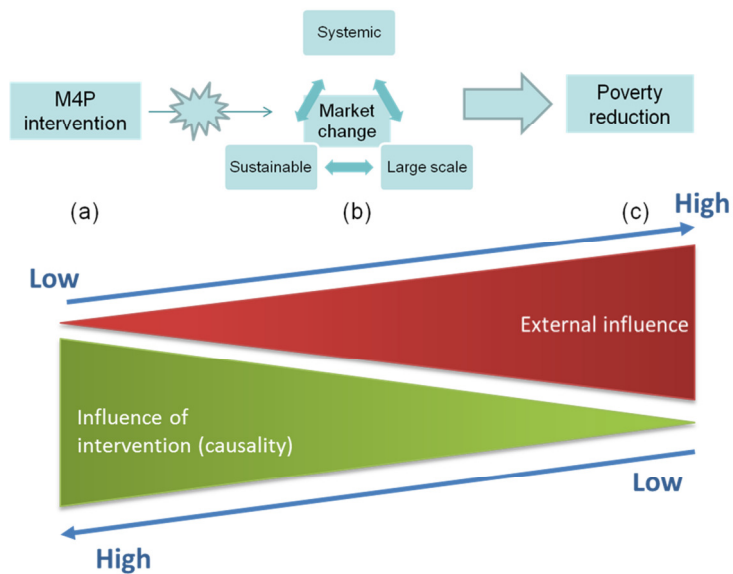 Systemic
M4P
intervention
Market
change
Poverty
reduction
Sustainable
Large scale
(a)
(b)
(c)
High
Low
External influence
Influence of
intervention (causality)
Low
High